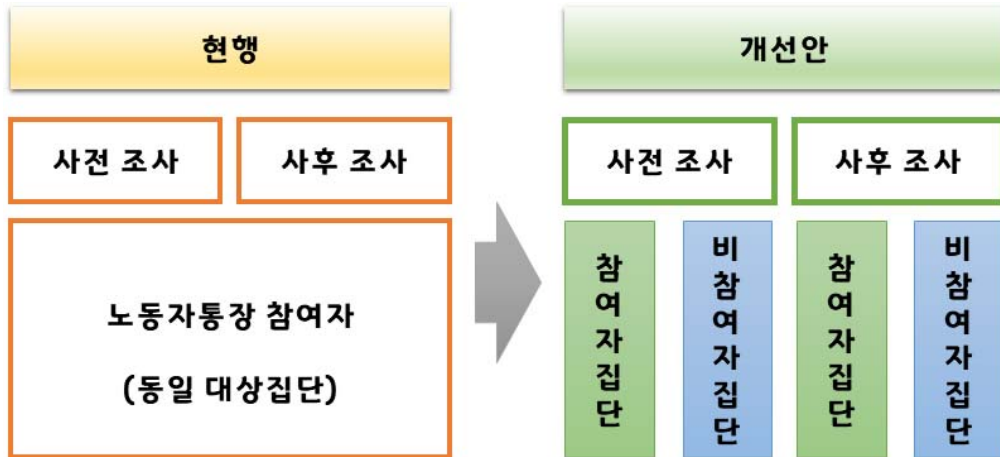 현행
사전 조사
사후 조사
노동자통장 참여자
(동일 대상집단)
개선안
사전 조사
사후 조사
참여자집단
비참여자집단
참여자집단
비참여자집단